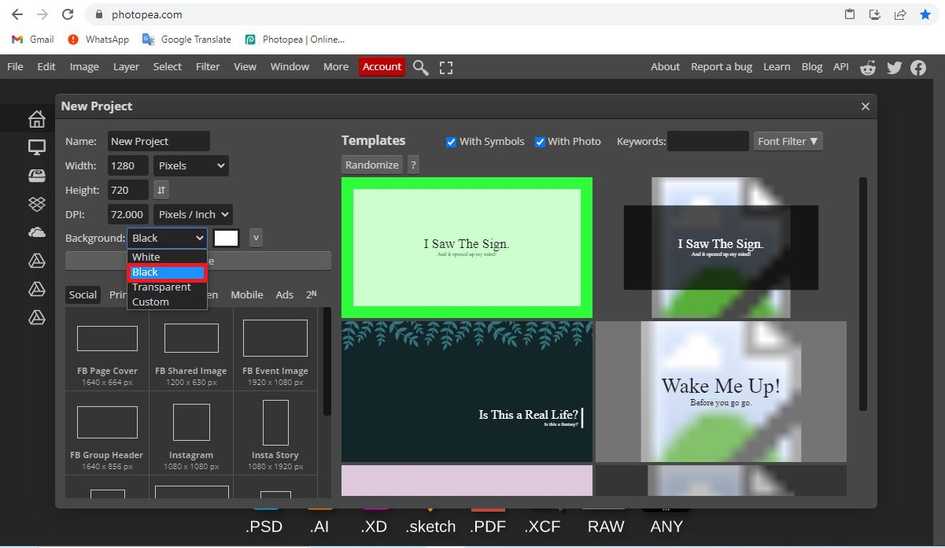 photopea.com
Gmail WhatsApp Google Translate Photopea | Online...
File Edit Image Layer Select Filter View Window More Account About Report a bug Learn Blog API
New Project
Name: New Project
Width: 1280 Pixels
Height: 720
DPI: 72.000 Pixels / Inch
Background: Black
White
Black
Transparent
Custom
Social Mobile Ads 2ᴺ
FB Page Cover
1640 x 664 px
FB Shared Image
1200 x 630 px
FB Event Image
1920 x 1080 px
FB Group Header
1640 x 856 px
Instagram
1080 x 1080 px
Insta Story
1080 x 1920 px
Templates With Symbols With Photo Keywords: Font Filter ▼
Randomize ?
I Saw The Sign.
And it opened up my mind!
I Saw The Sign.
And it opened up my mind!
Is This a Real Life?
Is this a fantasy?
Wake Me Up!
Before you go go.
.PSD .AI .XD .sketch .PDF .XCF RAW ANY